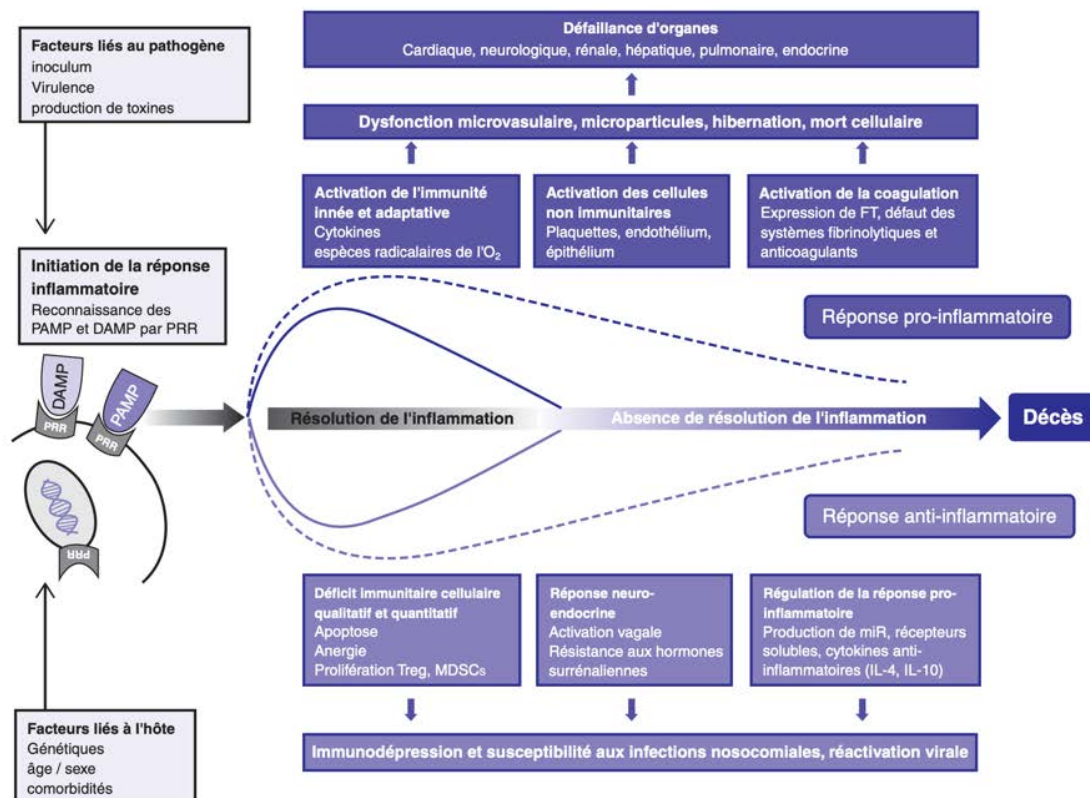 Facteurs liés au pathogène
inoculum
Virulence
production de toxines
Défaillance d'organes
Cardiaque, neurologique, rénale, hépatique, pulmonaire, endocrine
Dysfonction microvasulaire, microparticules, hibernation, mort cellulaire
Activation de l'immunité
innée et adaptative
Cytokines
espèces radicalaires de l'O₂
Activation des cellules
non immunitaires
Plaquettes, endothélium,
épithélium
Activation de la coagulation
Expression de FT, défaut des
systèmes fibrinolytiques et
anticoagulants
Initiation de la réponse
inflammatoire
Reconnaissance des
PAMP et DAMP par PRR
Réponse pro-inflammatoire
DAMP
PRR
PAMP
PRR
PRR
Résolution de l'inflammation
Absence de résolution de l'inflammation
Décès
Réponse anti-inflammatoire
Déficit immunitaire cellulaire
qualitatif et quantitatif
Apoptose
Anergie
Prolifération Treg, MDSCs
Réponse neuro-
endocrine
Activation vagale
Résistance aux hormones
surrénaliennes
Régulation de la réponse pro-
inflammatoire
Production de miR, récepteurs
solubles, cytokines anti-
inflammatoires (IL-4, IL-10)
Immunodépression et susceptibilité aux infections nosocomiales, réactivation virale
Facteurs liés à l'hôte
Génétiques
âge / sexe
comorbidités